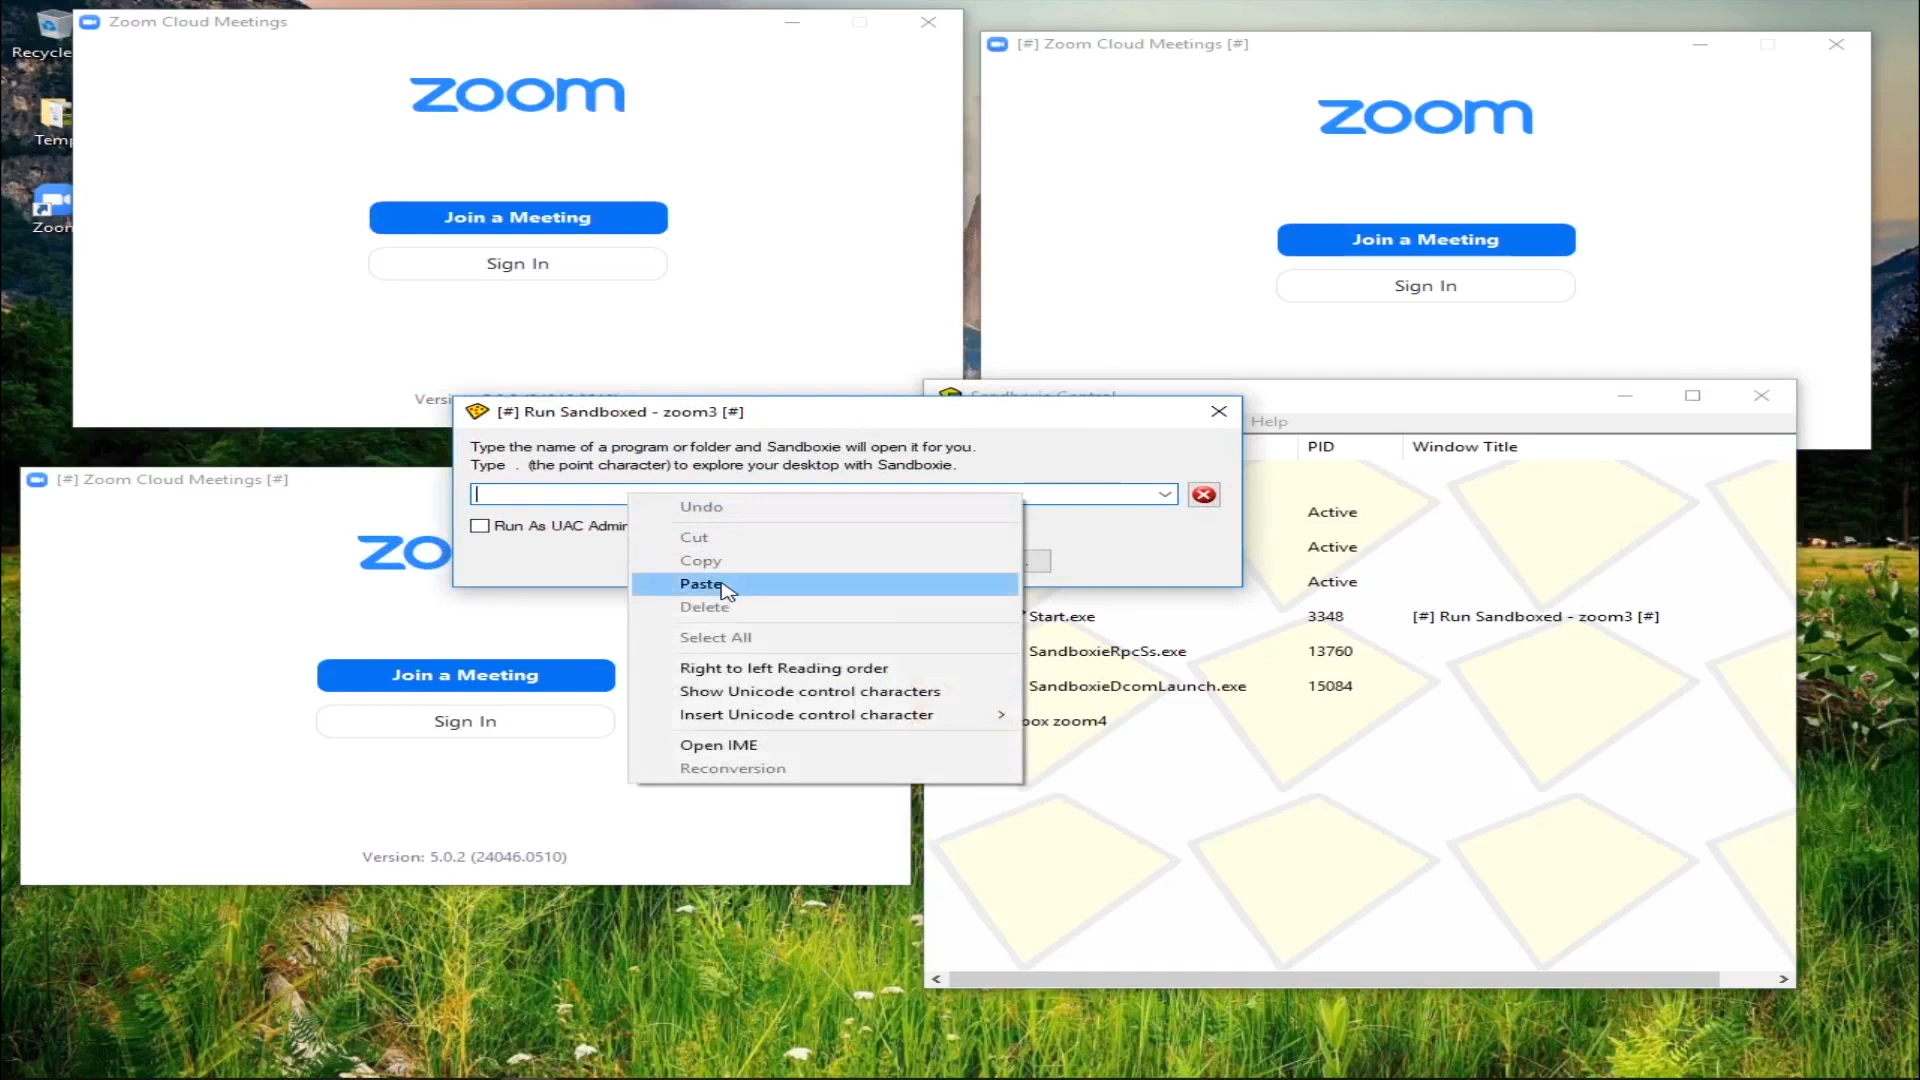 Recycle
Temp
Zoom
Zoom Cloud Meetings
zoom
Join a Meeting
Sign In
[#] Zoom Cloud Meetings [#]
zoom
Join a Meeting
Sign In
[#] Zoom Cloud Meetings [#]
zo
Join a Meeting
Sign In
Version: 5.0.2 (24046.0510)
[#] Run Sandboxed - zoom3 [#]
Type the name of a program or folder and Sandboxie will open it for you.
Type . (the point character) to explore your desktop with Sandboxie.
Run As UAC Admin
Undo
Cut
Copy
Paste
Delete
Select All
Right to left Reading order
Show Unicode control characters
Insert Unicode control character >
Open IME
Reconversion
Sandboxie Control
Help
PID Window Title
Active
Active
Active
Start.exe 3348 [#] Run Sandboxed - zoom3 [#]
SandboxieRpcSs.exe 13760
SandboxieDcomLaunch.exe 15084
box zoom4